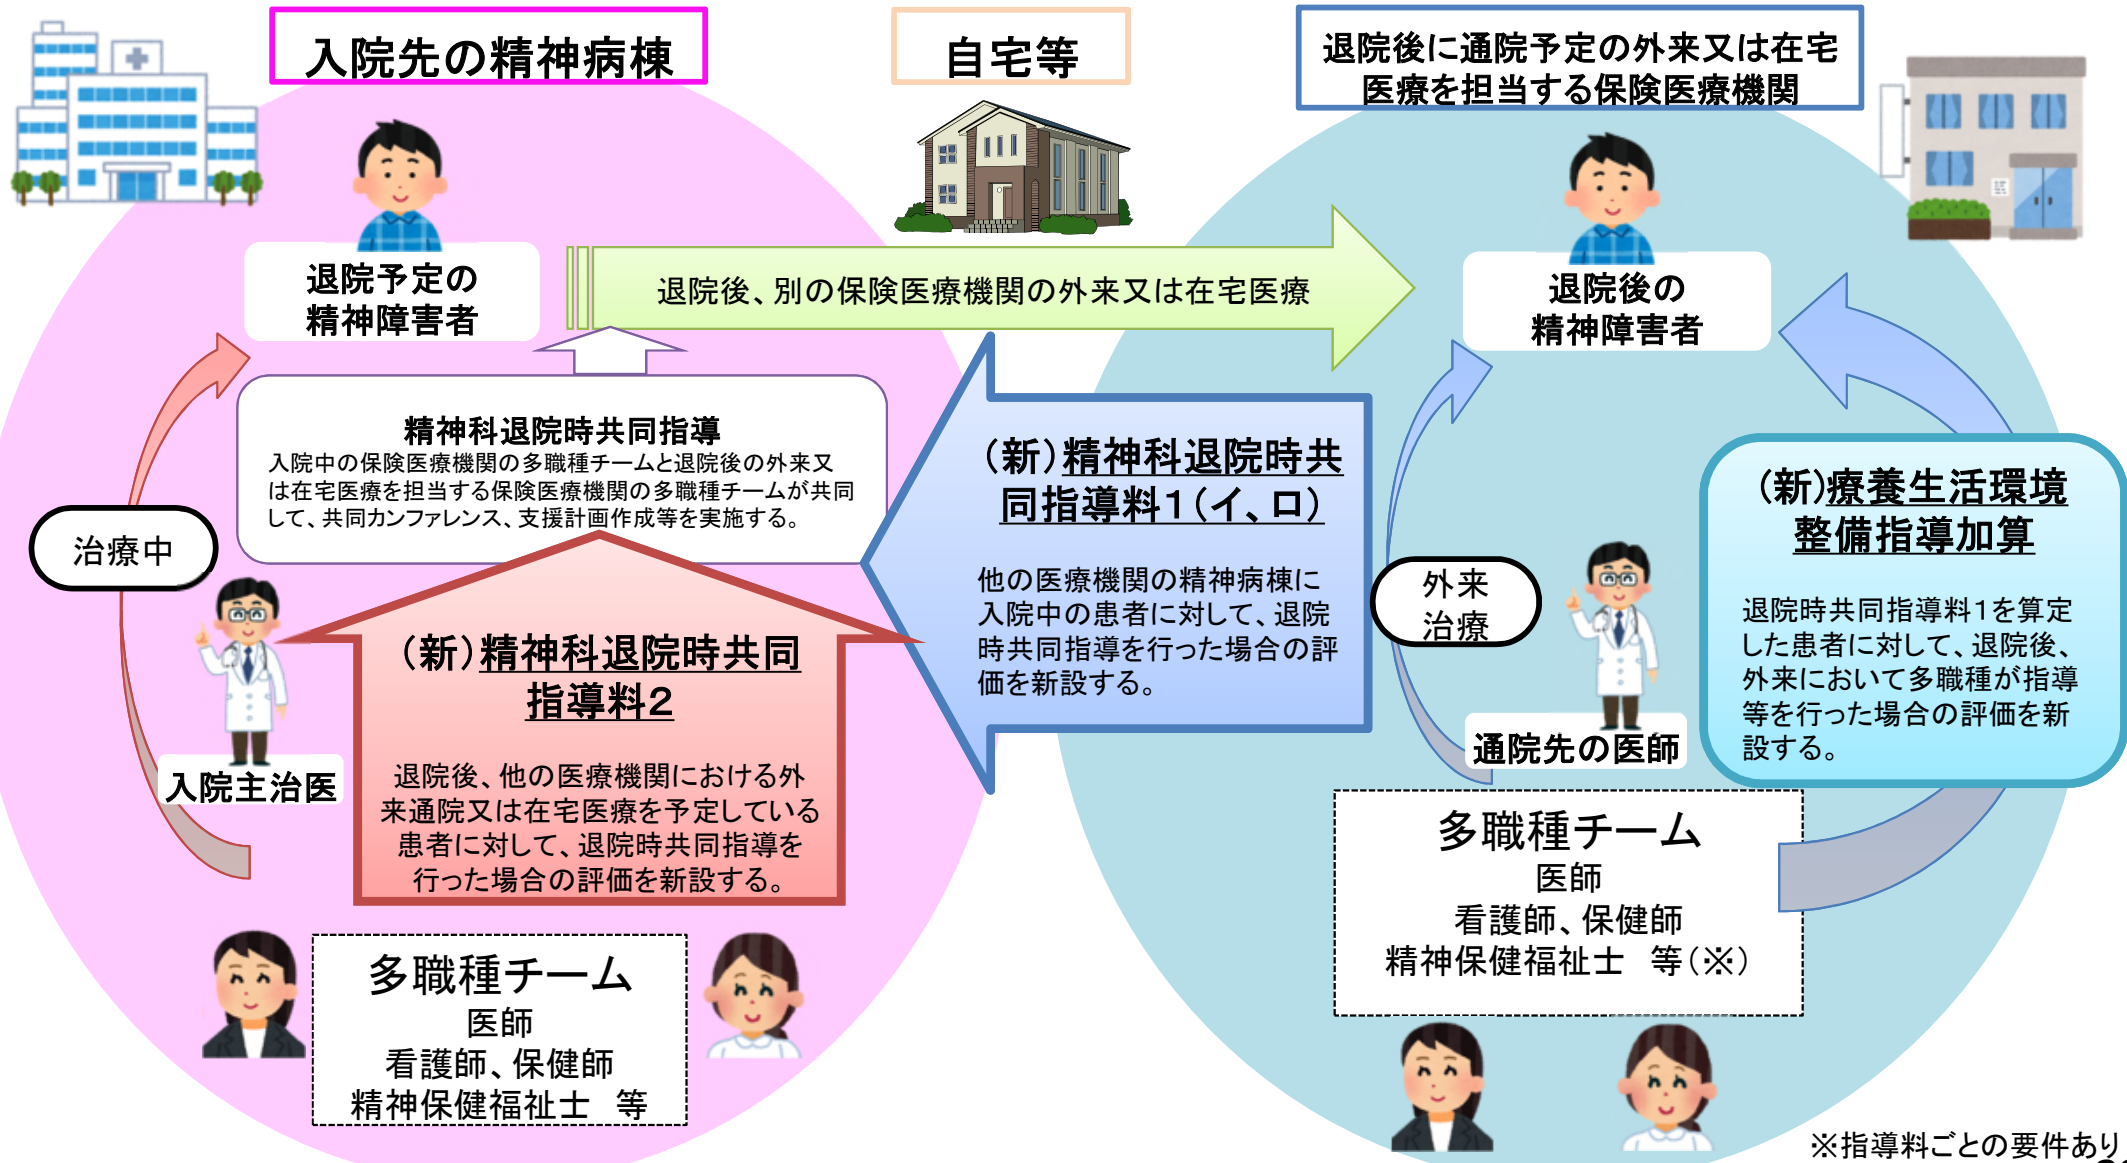 入院先の精神病棟
自宅等
退院後に通院予定の外来又は在宅
医療を担当する保険医療機関
退院予定の
精神障害者
退院後、別の保険医療機関の外来又は在宅医療
退院後の
精神障害者
精神科退院時共同指導
入院中の保険医療機関の多職種チームと退院後の外来又
は在宅医療を担当する保険医療機関の多職種チームが共同
して、共同カンファレンス、支援計画作成等を実施する。
治療中
入院主治医
(新)精神科退院時共同
指導料2
退院後、他の医療機関における外
来通院又は在宅医療を予定している
患者に対して、退院時共同指導を
行った場合の評価を新設する。
多職種チーム
医師
看護師、保健師
精神保健福祉士 等
(新)精神科退院時共
同指導料1(イ、ロ)
他の医療機関の精神病棟に
入院中の患者に対して、退院
時共同指導を行った場合の評
価を新設する。
外来
治療
通院先の医師
(新)療養生活環境
整備指導加算
退院時共同指導料1を算定
した患者に対して、退院後、
外来において多職種が指導
等を行った場合の評価を新
設する。
多職種チーム
医師
看護師、保健師
精神保健福祉士 等(※)
※指導料ごとの要件あり